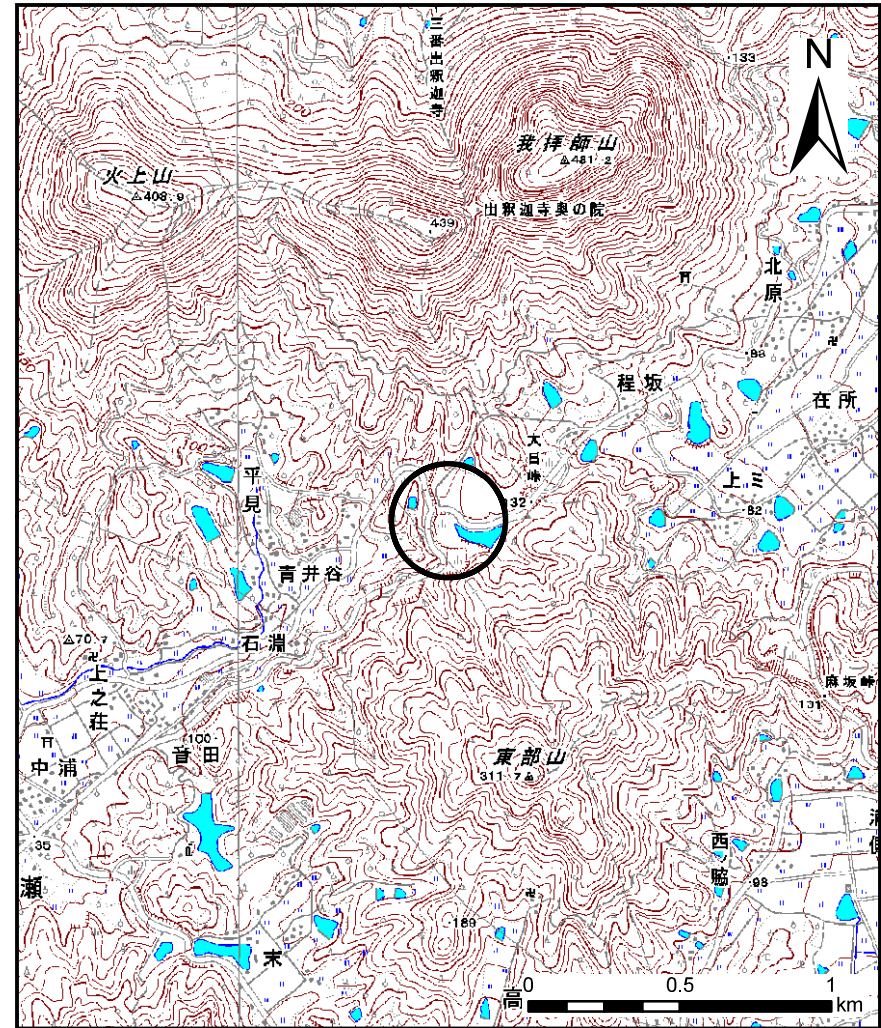 三番出釈迦寺
133
N
200
我拝師山
481.2
火上山
408.9
439
出釈迦寺奥の院
北原
88
程坂
在所
大日峠
100
平見
132
上ミ
82
青井谷
石淵
70.7
上之荘
麻坂峠
131
音田
100
中浦
東部山
311.7
35
西脇
98
瀬
189
末
高
0
0.5
1
km